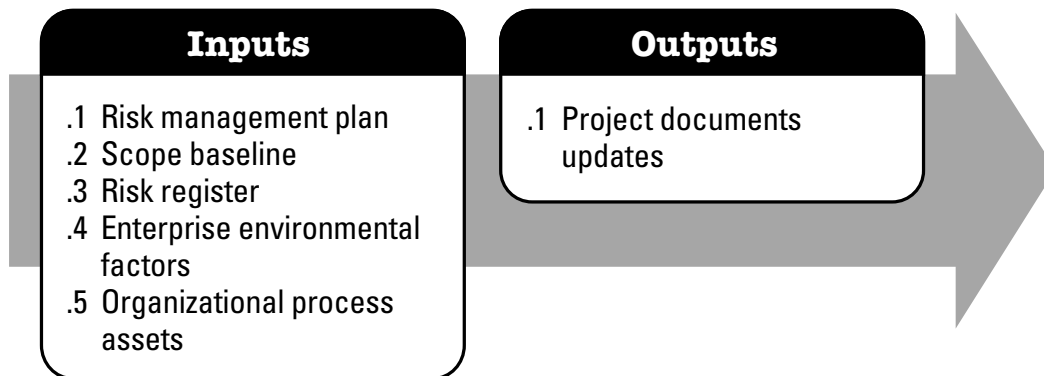 Inputs
.1 Risk management plan
.2 Scope baseline
.3 Risk register
.4 Enterprise environmental
factors
.5 Organizational process
assets
Outputs
.1 Project documents
updates